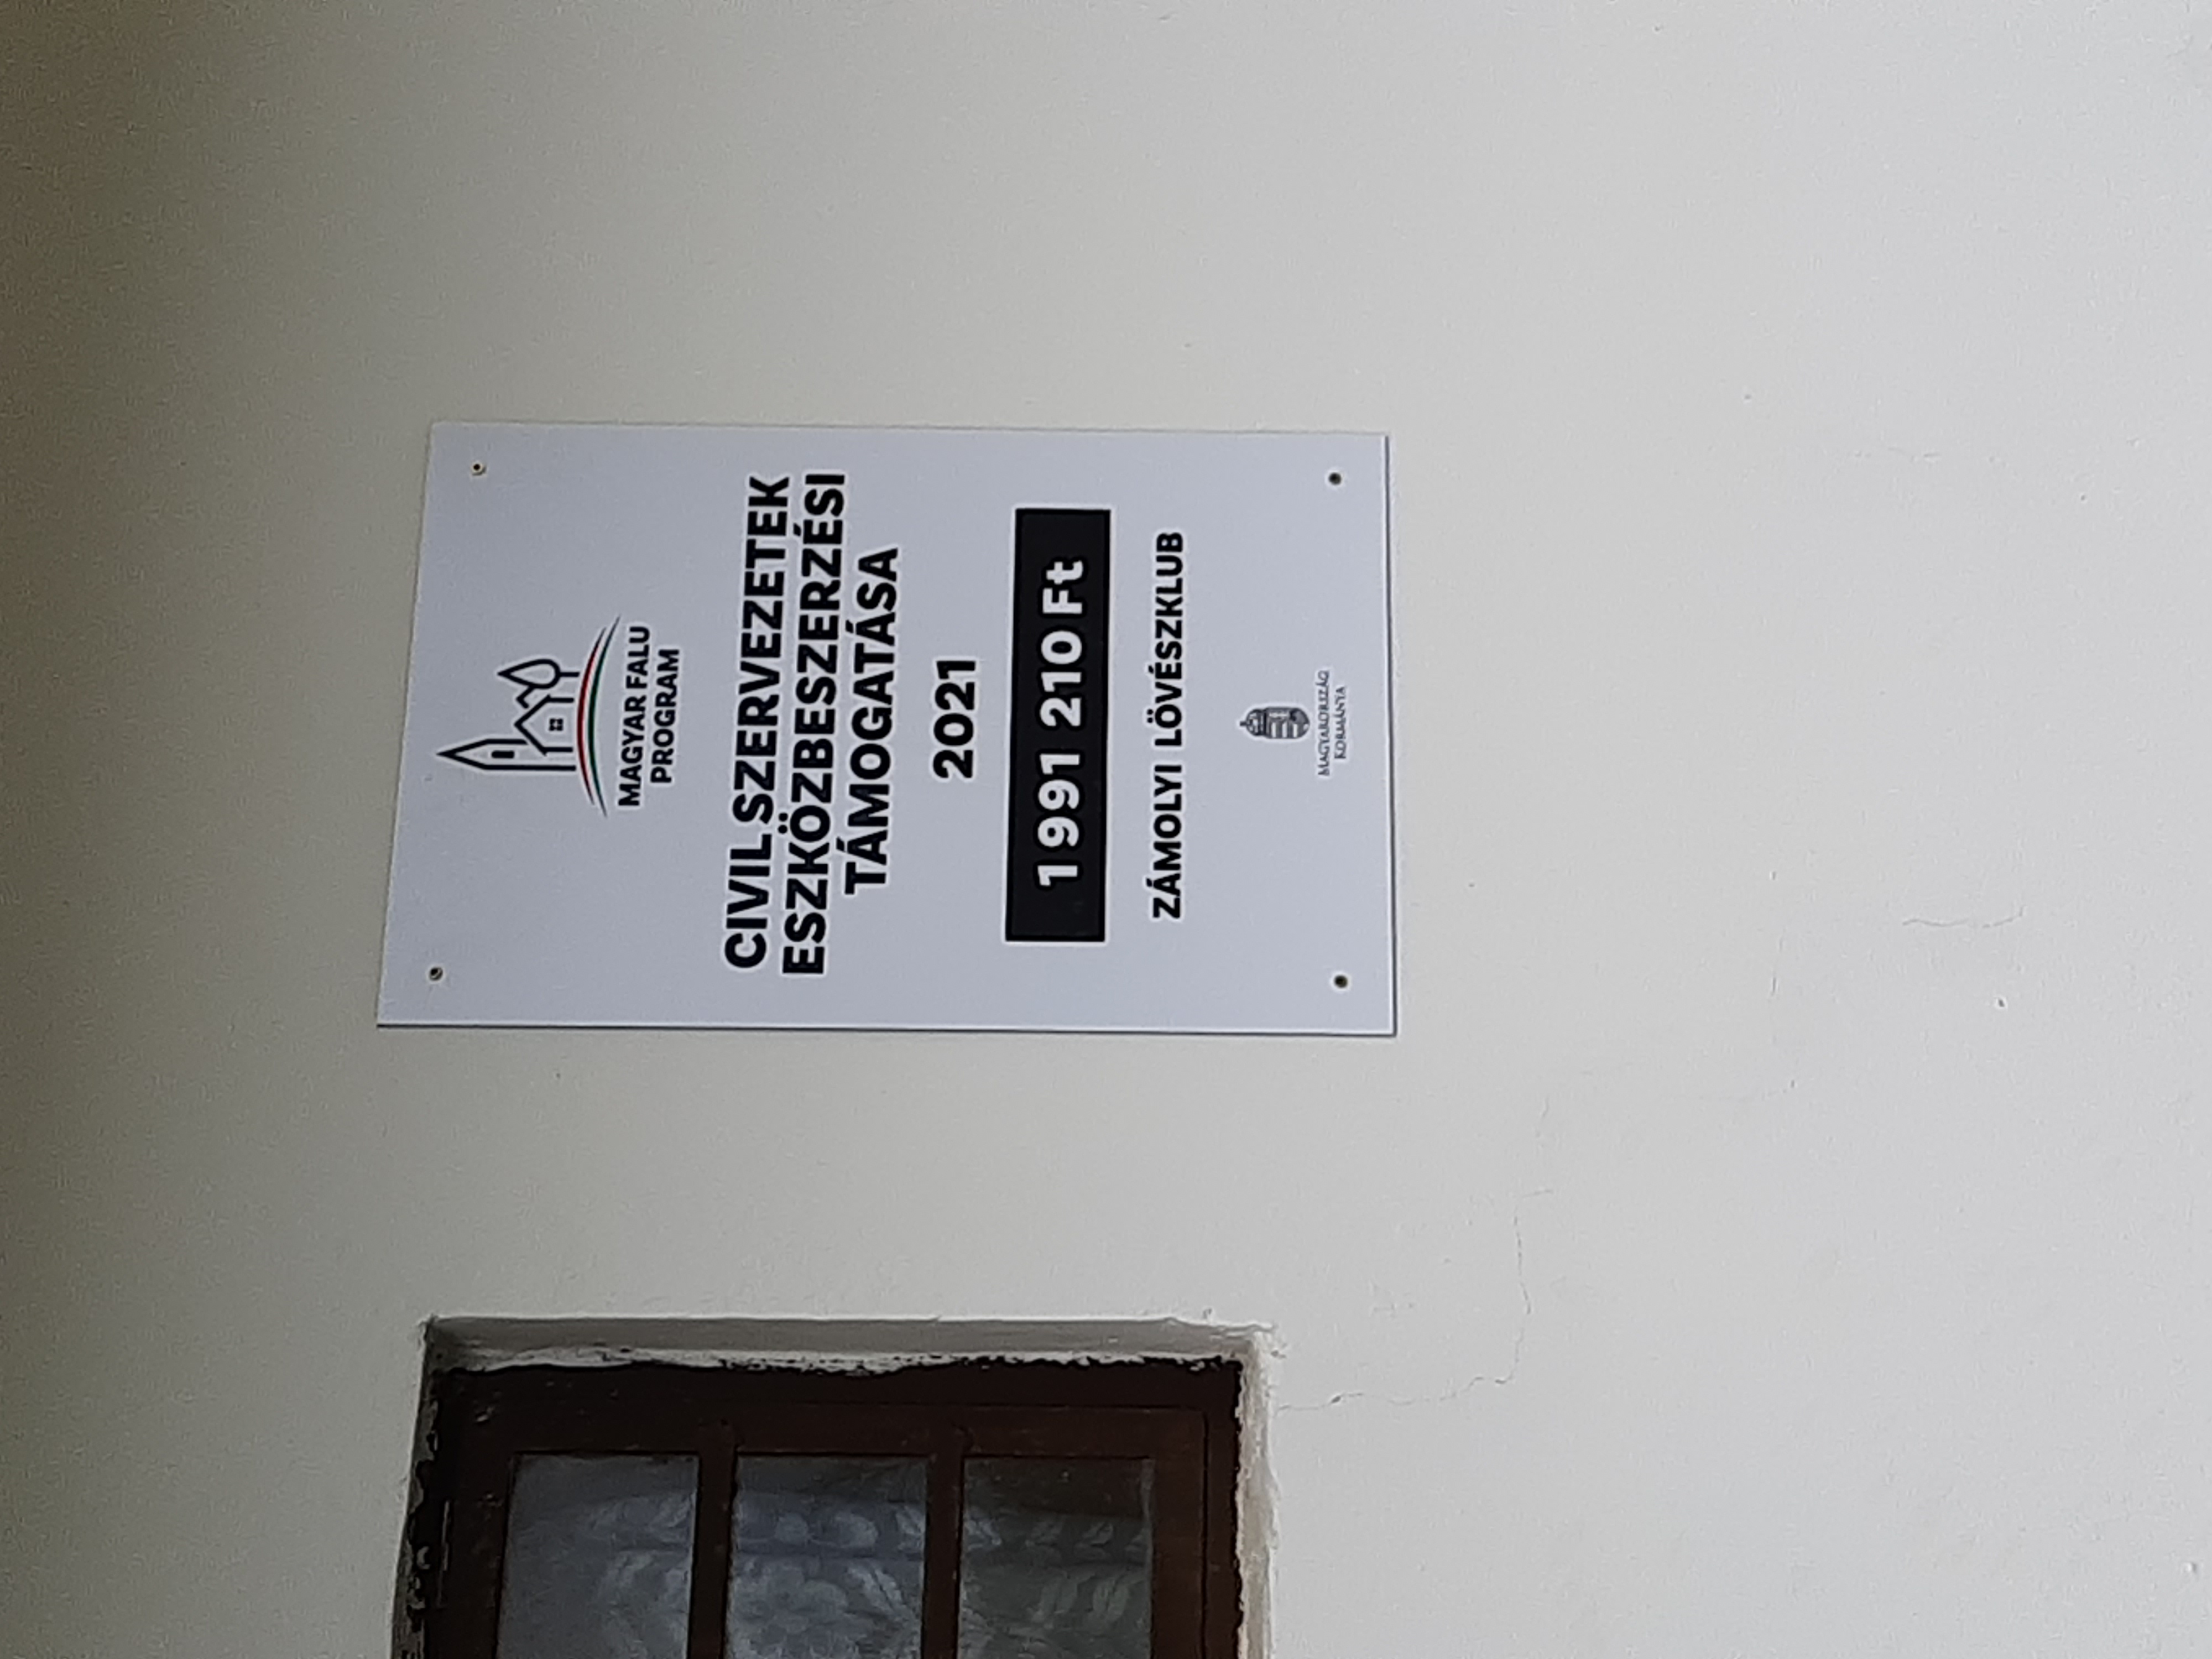 MAGYAR FALU
PROGRAM
CIVIL SZERVEZETEK
ESZKÖZBESZERZÉSI
TÁMOGATÁSA
2021
1 991 210 Ft
ZÁMOLYI LÖVÉSZKLUB
MAGYARORSZÁG
KORMÁNYA